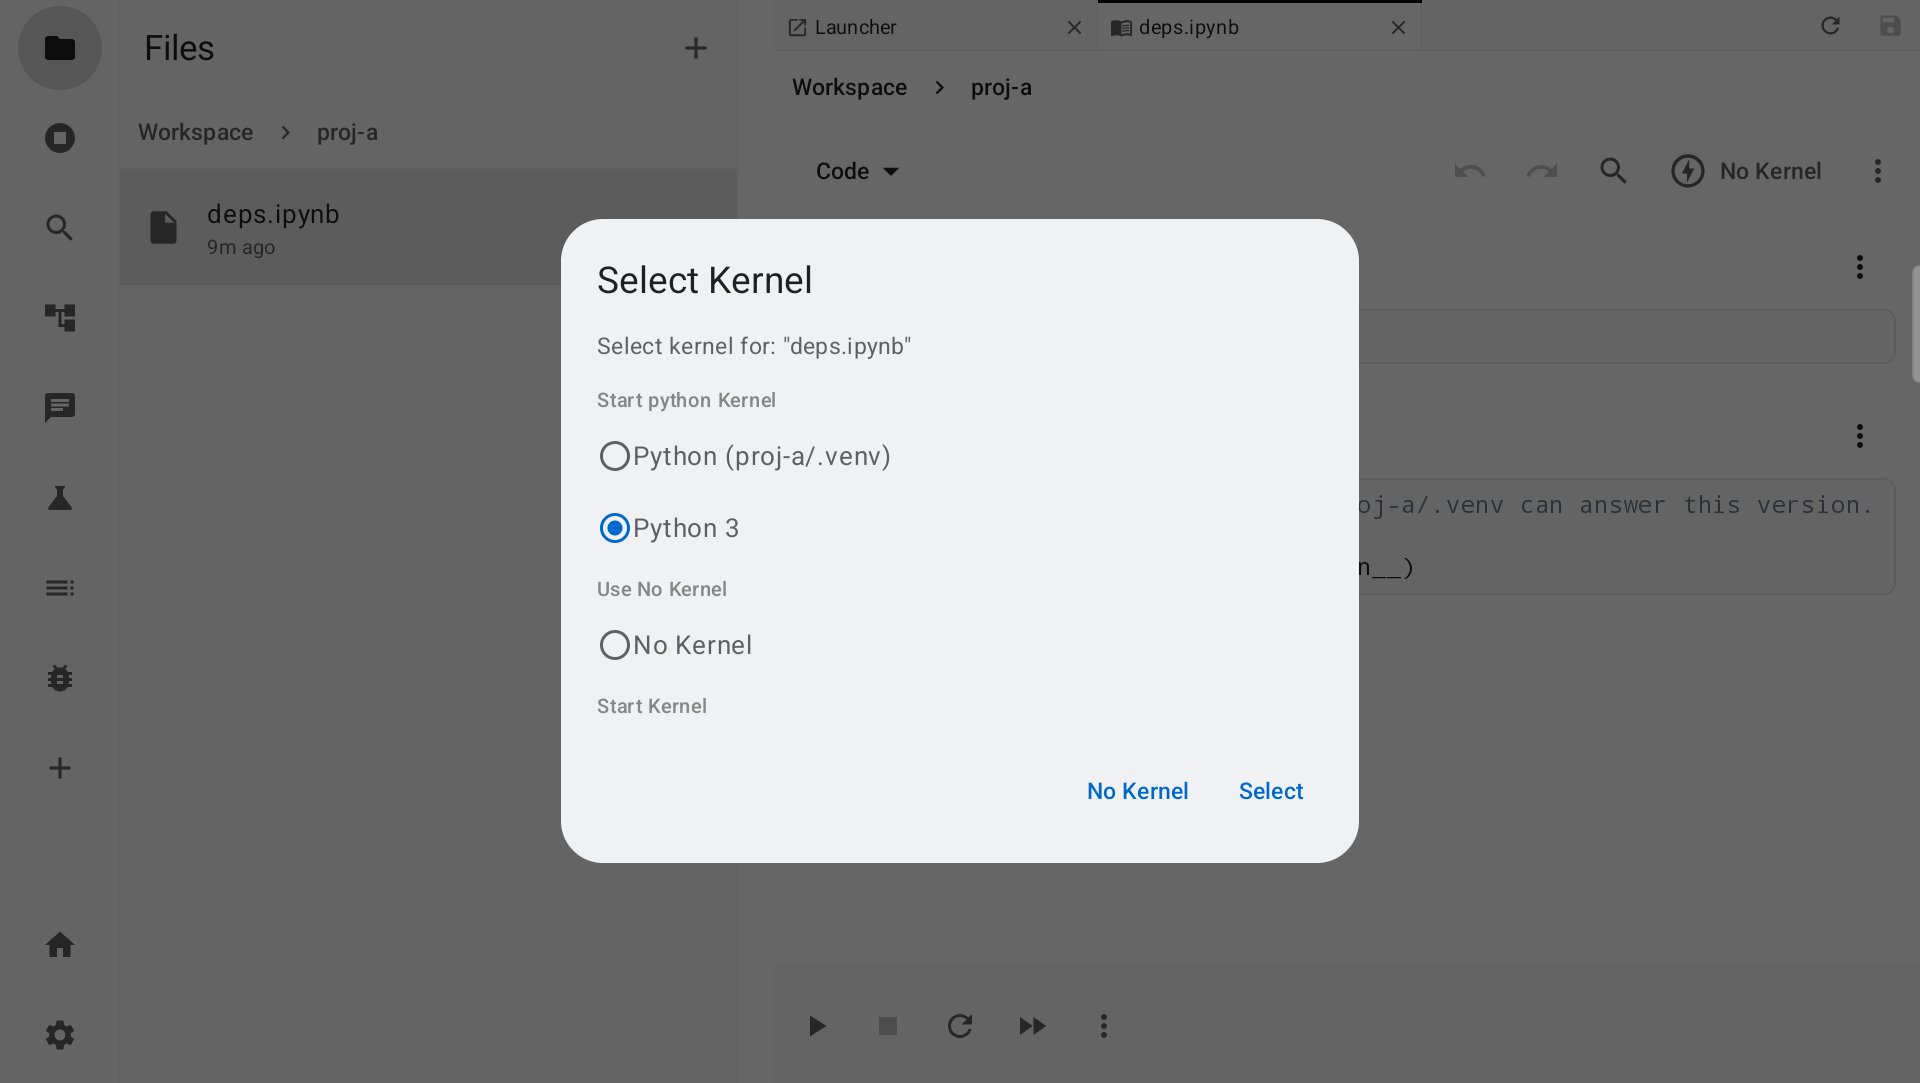 Files
Workspace > proj-a
deps.ipynb
9m ago
Launcher
deps.ipynb
Workspace > proj-a
Code
No Kernel
oj-a/.venv can answer this version.
n__)
Select Kernel
Select kernel for: "deps.ipynb"
Start python Kernel
Python (proj-a/.venv)
Python 3
Use No Kernel
No Kernel
Start Kernel
No Kernel
Select